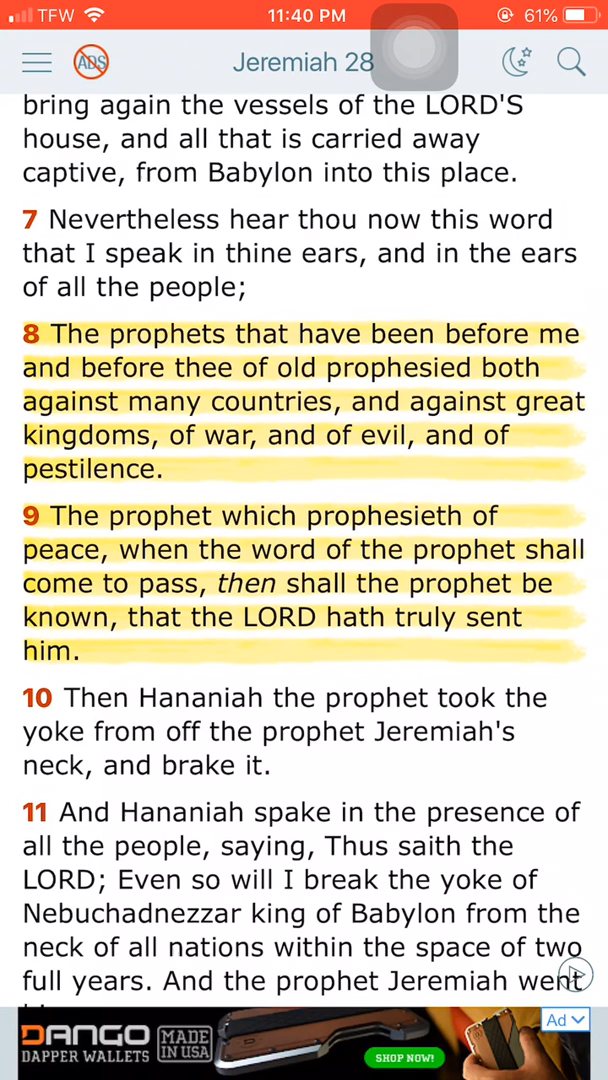 TFW 11:40 PM 61%
ADS Jeremiah 28
bring again the vessels of the LORD'S
house, and all that is carried away
captive, from Babylon into this place.
7 Nevertheless hear thou now this word
that I speak in thine ears, and in the ears
of all the people;
8 The prophets that have been before me
and before thee of old prophesied both
against many countries, and against great
kingdoms, of war, and of evil, and of
pestilence.
9 The prophet which prophesieth of
peace, when the word of the prophet shall
come to pass, then shall the prophet be
known, that the LORD hath truly sent
him.
10 Then Hananiah the prophet took the
yoke from off the prophet Jeremiah's
neck, and brake it.
11 And Hananiah spake in the presence of
all the people, saying, Thus saith the
LORD; Even so will I break the yoke of
Nebuchadnezzar king of Babylon from the
neck of all nations within the space of two
full years. And the prophet Jeremiah went
Ad
DANGO MADE
DAPPER WALLETS IN USA
SHOP NOW!